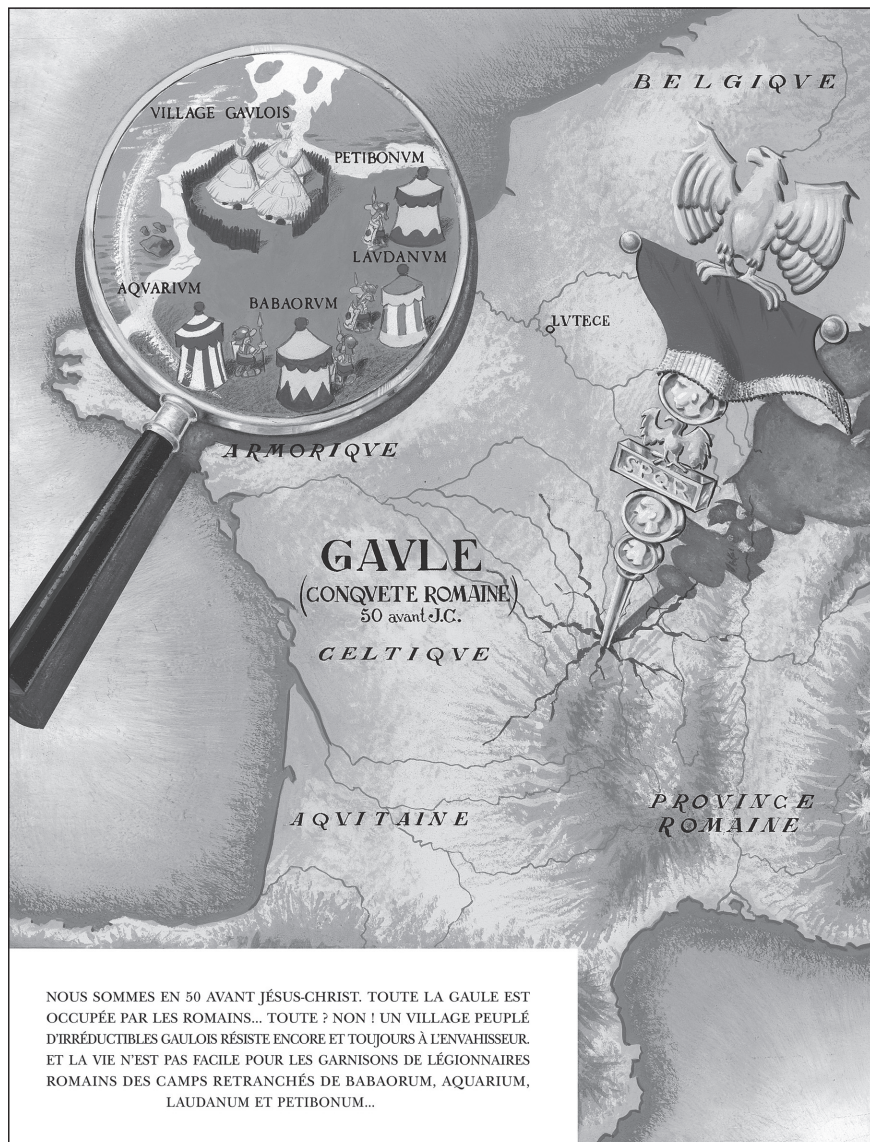 BELGIQVE
VILLAGE GAVLOIS
PETIBONVM
LAVDANVM
AQVARIVM
BABAORVM
LVTECE
ARMORIQVE
SPQR
GAVLE
(CONQVETE ROMAINE)
50 avant J.C.
CELTIQVE
AQVITAINE
PROVINCE
ROMAINE
NOUS SOMMES EN 50 AVANT JÉSUS-CHRIST. TOUTE LA GAULE EST
OCCUPÉE PAR LES ROMAINS... TOUTE ? NON ! UN VILLAGE PEUPLÉ
D'IRRÉDUCTIBLES GAULOIS RÉSISTE ENCORE ET TOUJOURS À L'ENVAHISSEUR.
ET LA VIE N'EST PAS FACILE POUR LES GARNISONS DE LÉGIONNAIRES
ROMAINS DES CAMPS RETRANCHÉS DE BABAORUM, AQUARIUM,
LAUDANUM ET PETIBONUM...